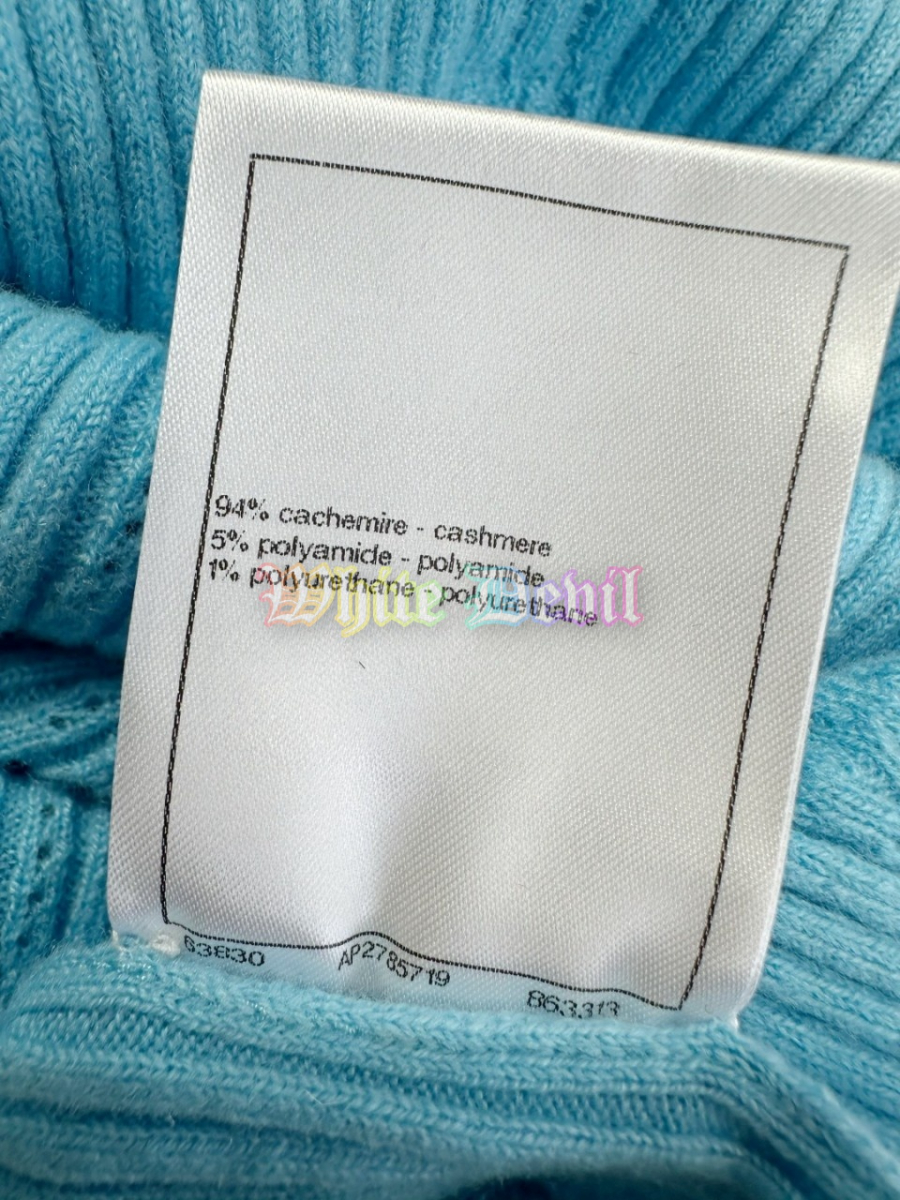 94% cachemire - cashmere
5% polyamide - polyamide
1% polyurethane - polyurethane
White Devil
63830 AP2785719 863313